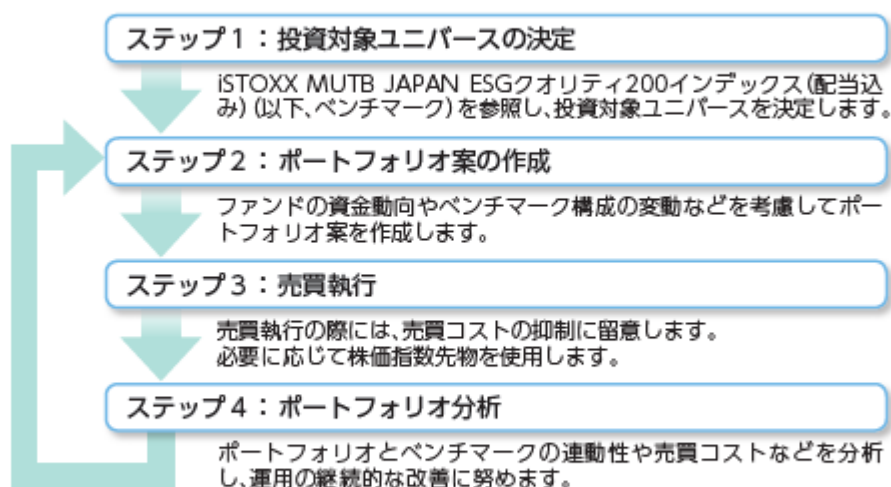 ステップ1：投資対象ユニバースの決定
iSTOXX MUTB JAPAN ESGクオリティ200インデックス（配当込
み）（以下、ベンチマーク）を参照し、投資対象ユニバースを決定します。
ステップ2：ポートフォリオ案の作成
ファンドの資金動向やベンチマーク構成の変動などを考慮してポー
トフォリオ案を作成します。
ステップ3：売買執行
売買執行の際には、売買コストの抑制に留意します。
必要に応じて株価指数先物を使用します。
ステップ4：ポートフォリオ分析
ポートフォリオとベンチマークの連動性や売買コストなどを分析
し、運用の継続的な改善に努めます。